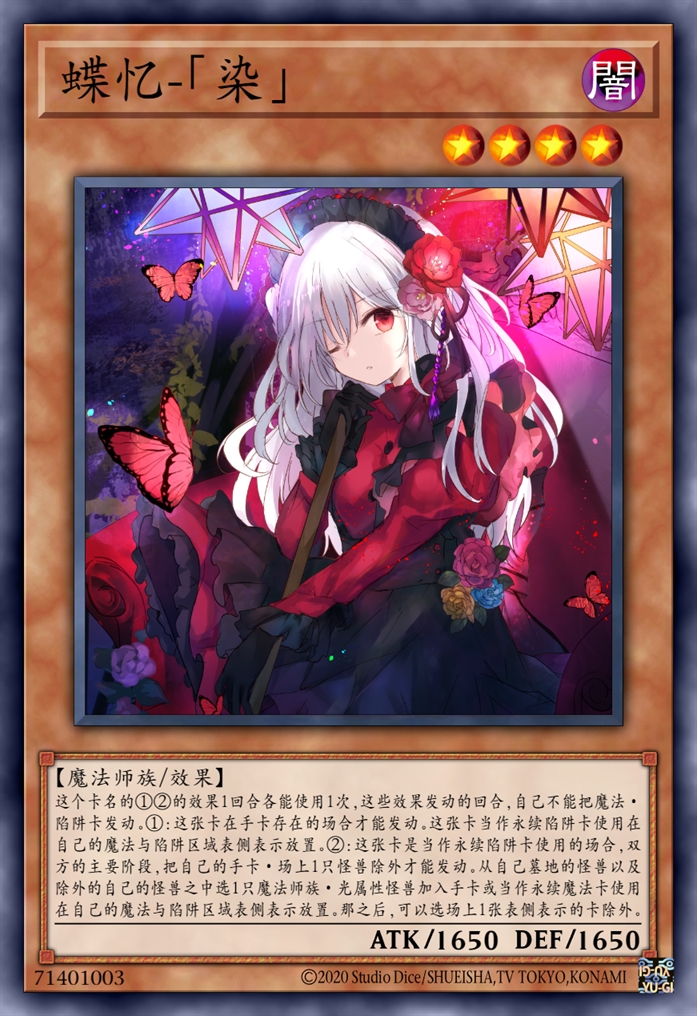 蝶忆-「染」
闇
【魔法师族/效果】
这个卡名的①②的效果1回合各能使用1次,这些效果发动的回合,自己不能把魔法·
陷阱卡发动。①:这张卡在手卡存在的场合才能发动。这张卡当作永续陷阱卡使用在
自己的魔法与陷阱区域表侧表示放置。②:这张卡是当作永续陷阱卡使用的场合,双
方的主要阶段,把自己的手卡·场上1只怪兽除外才能发动。从自己墓地的怪兽以及
除外的自己的怪兽之中选1只魔法师族·光属性怪兽加入手卡或当作永续魔法卡使用
在自己的魔法与陷阱区域表侧表示放置。那之后,可以选场上1张表侧表示的卡除外。
ATK/1650 DEF/1650
71401003 ©2020 Studio Dice/SHUEISHA,TV TOKYO,KONAMI